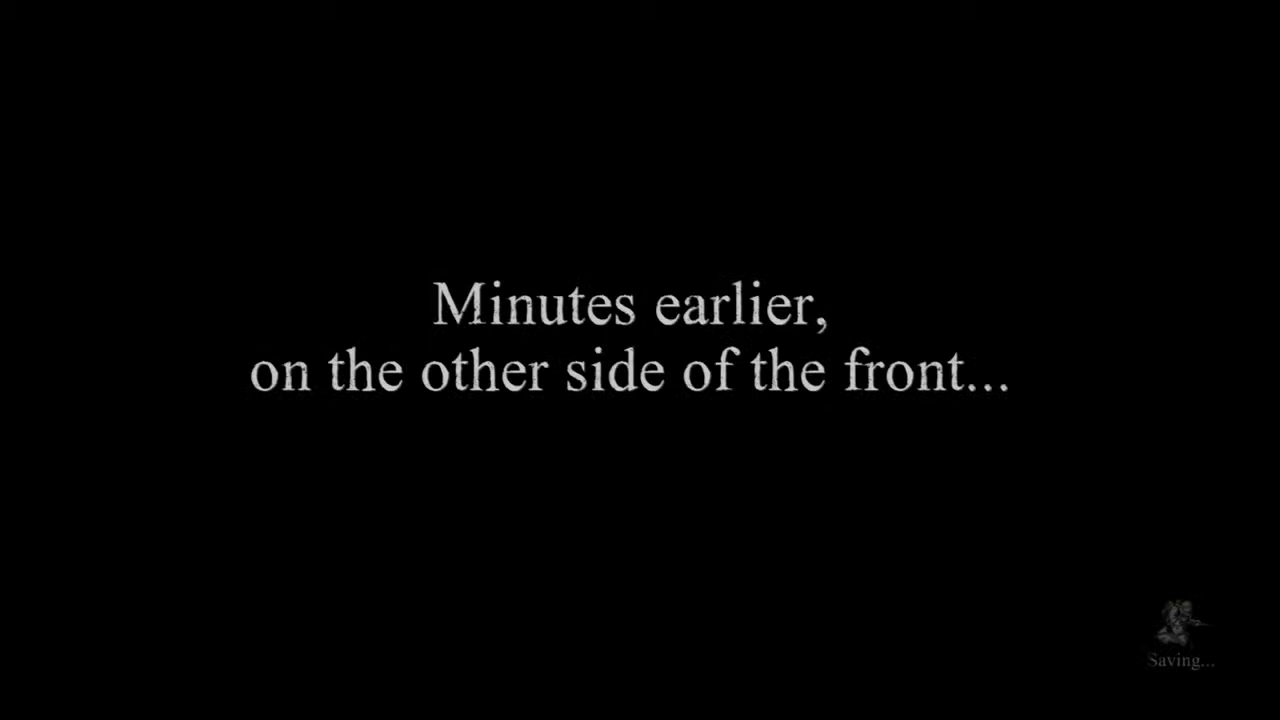 Minutes earlier,
on the other side of the front...
Saving...